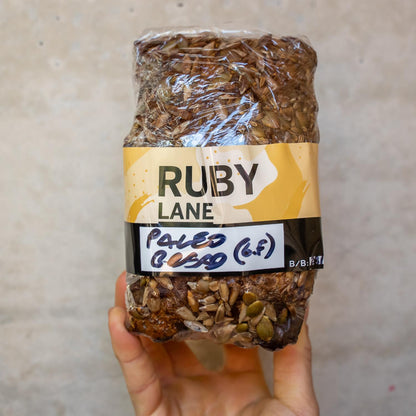 RUBY
LANE
PALEO
BREAD (G.F)
B/B: